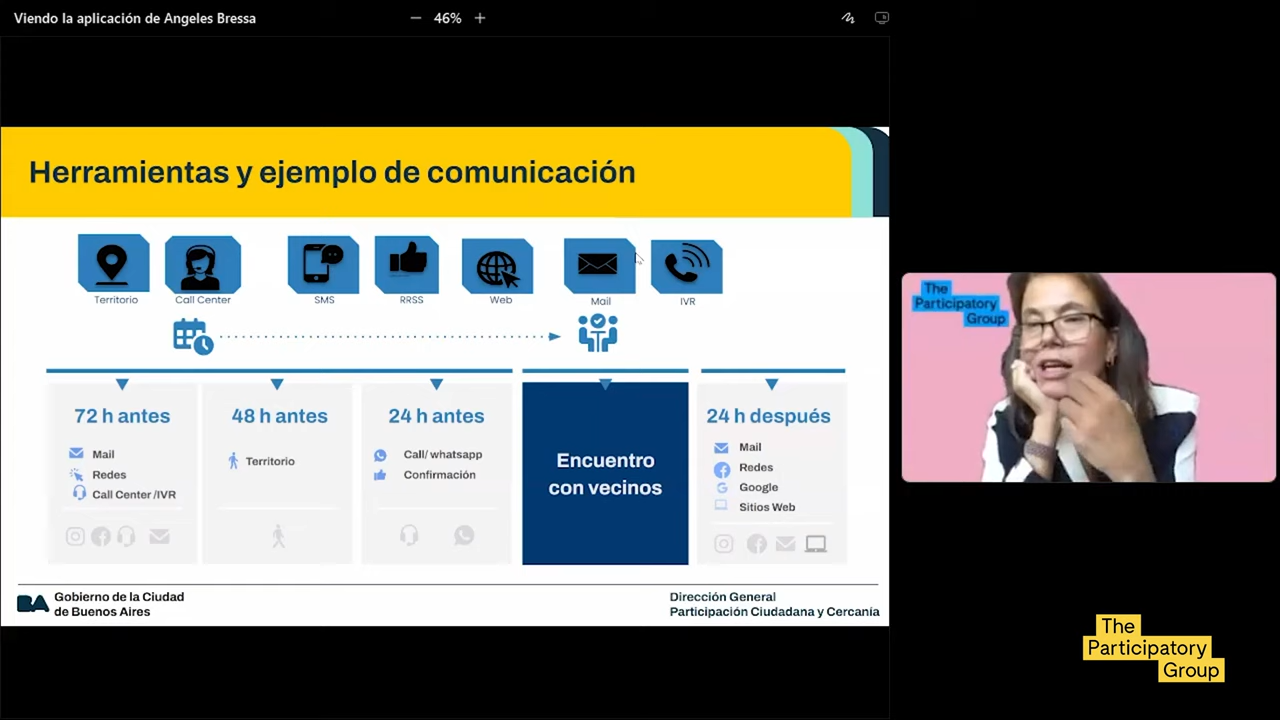 Viendo la aplicación de Angeles Bressa
46%
Herramientas y ejemplo de comunicación
Territorio
Call Center
SMS
RRSS
Web
Mail
IVR
72 h antes
Mail
Redes
Call Center /IVR
48 h antes
Territorio
24 h antes
Call/ whatsapp
Confirmación
Encuentro
con vecinos
24 h después
Mail
Redes
Google
Sitios Web
BA
Gobierno de la Ciudad
de Buenos Aires
Dirección General
Participación Ciudadana y Cercanía
The
Participatory
Group
The
Participatory
Group